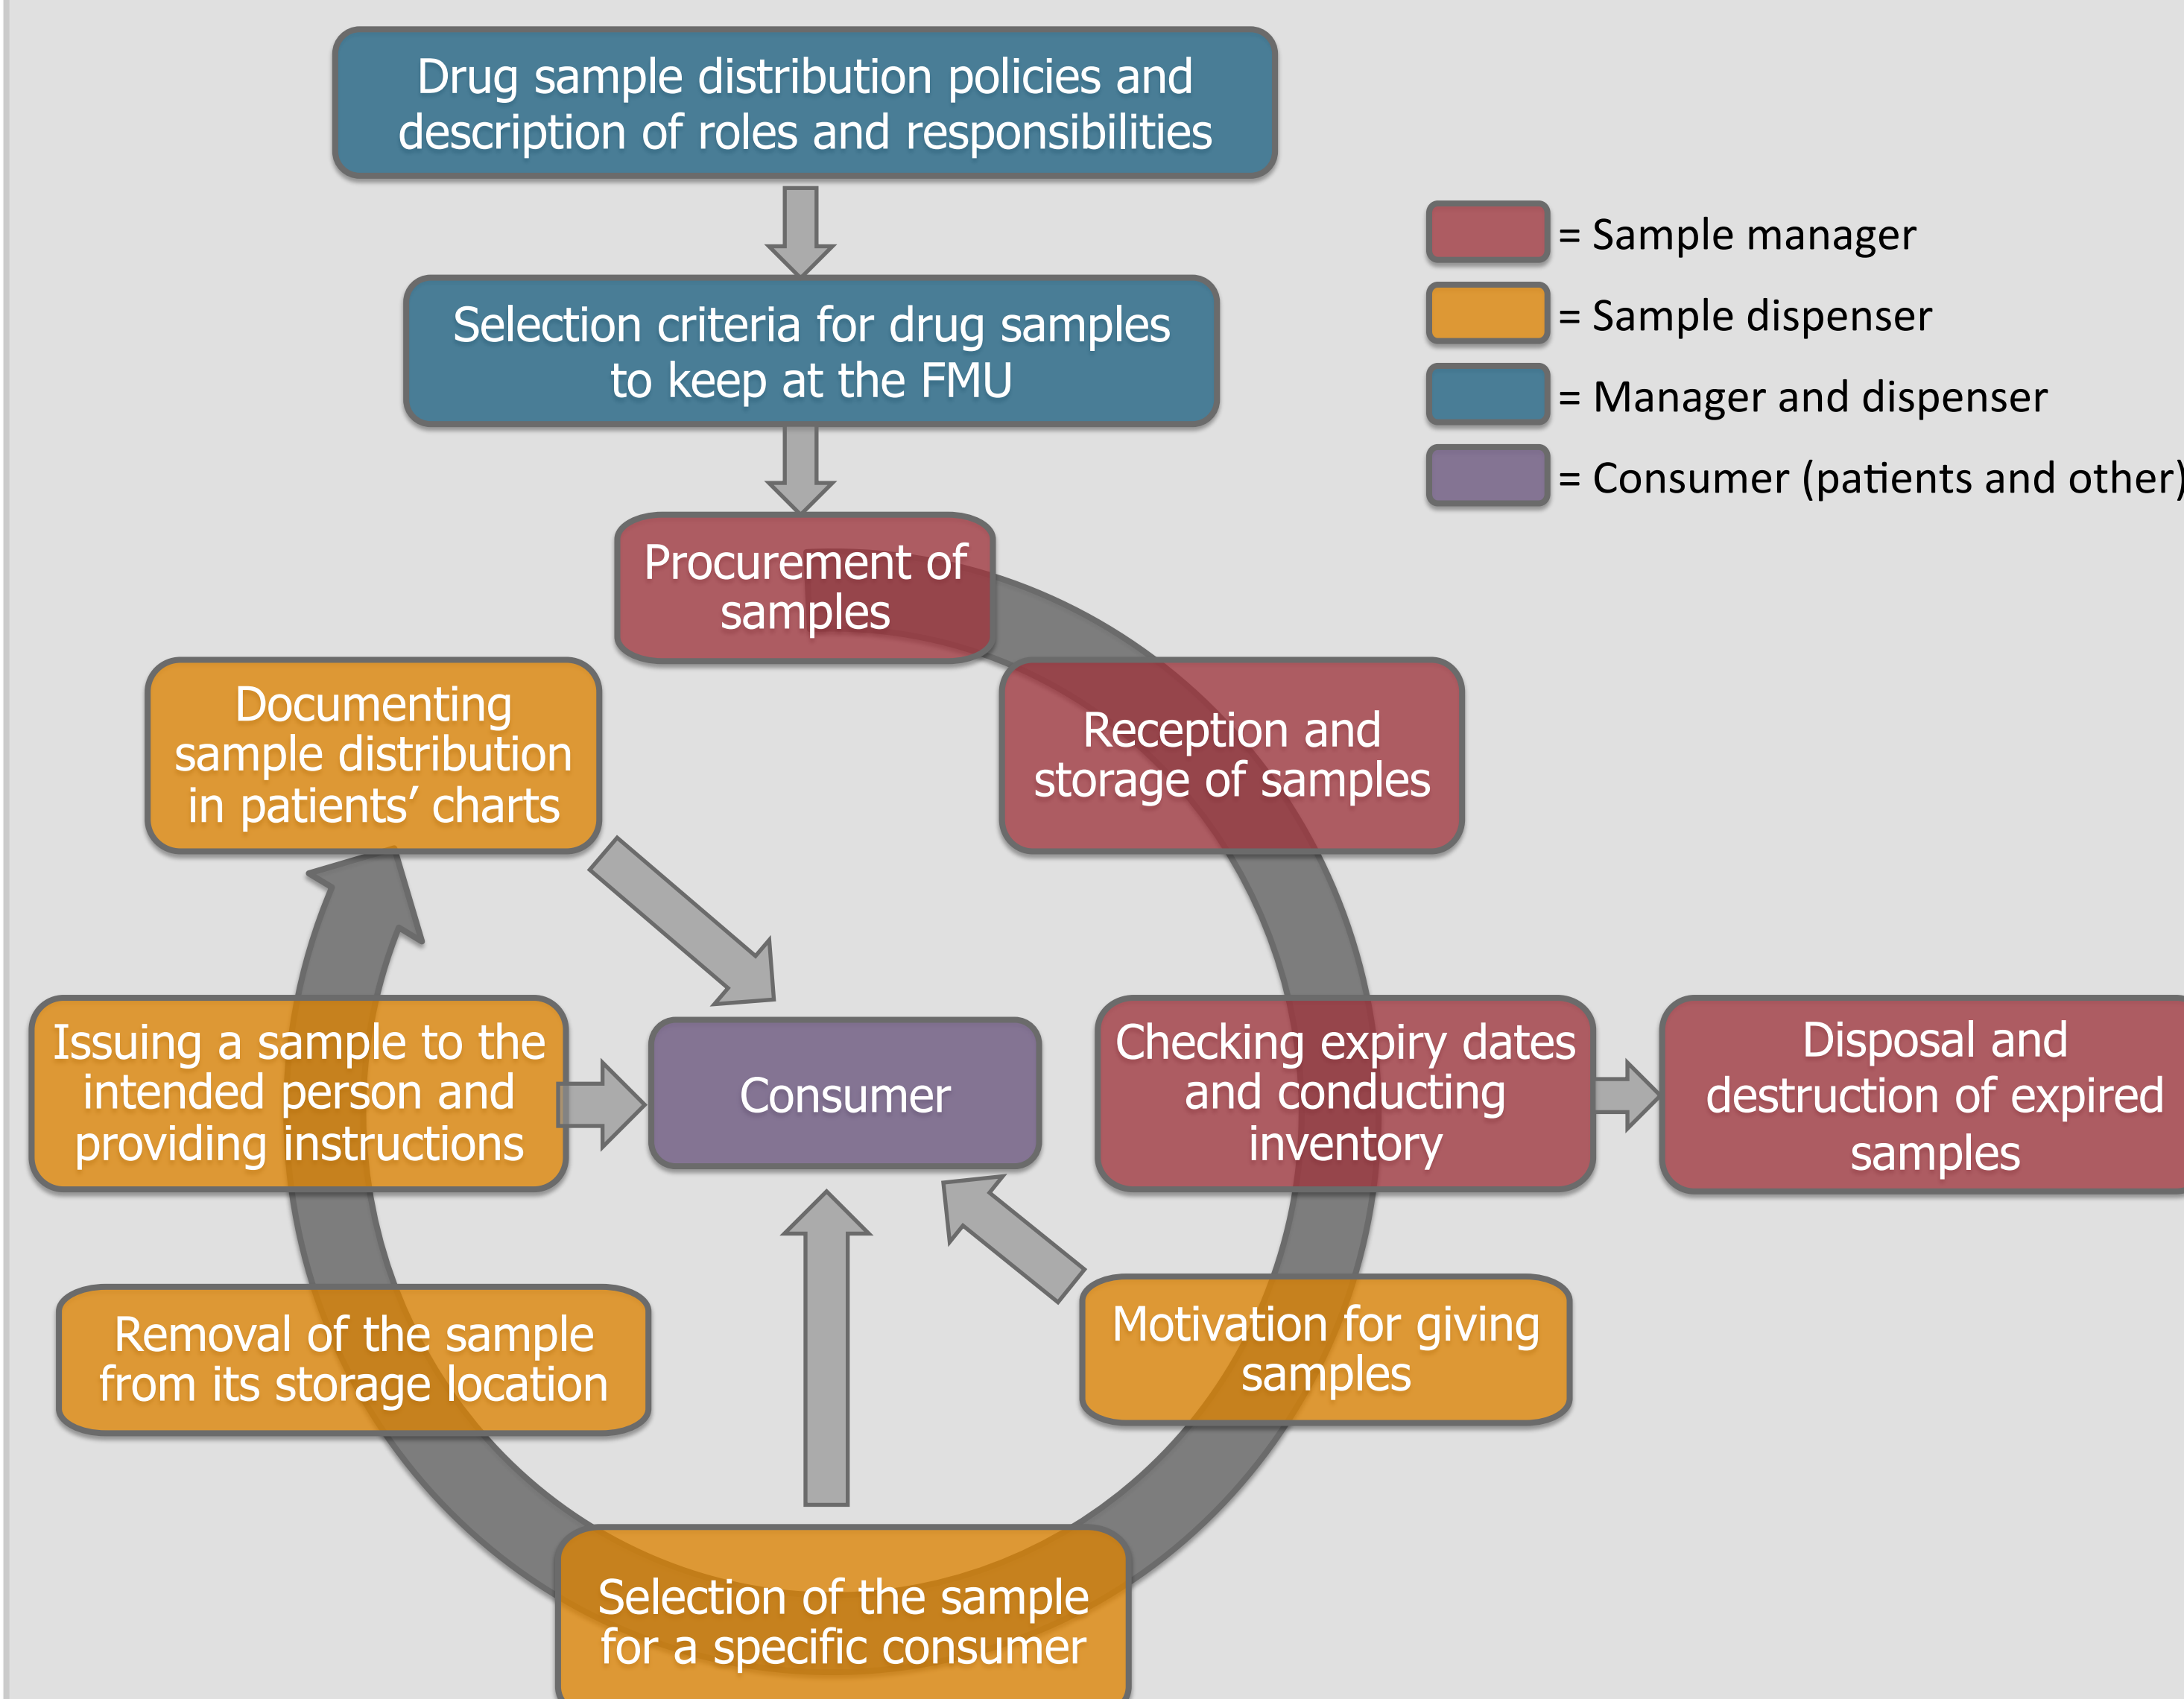 Drug sample distribution policies and
description of roles and responsibilities
Selection criteria for drug samples
to keep at the FMU
= Sample manager
= Sample dispenser
= Manager and dispenser
= Consumer (patients and other)
Procurement of
samples
Reception and
storage of samples
Documenting
sample distribution
in patients’ charts
Issuing a sample to the
intended person and
providing instructions
Consumer
Checking expiry dates
and conducting
inventory
Disposal and
destruction of expired
samples
Removal of the sample
from its storage location
Motivation for giving
samples
Selection of the sample
for a specific consumer